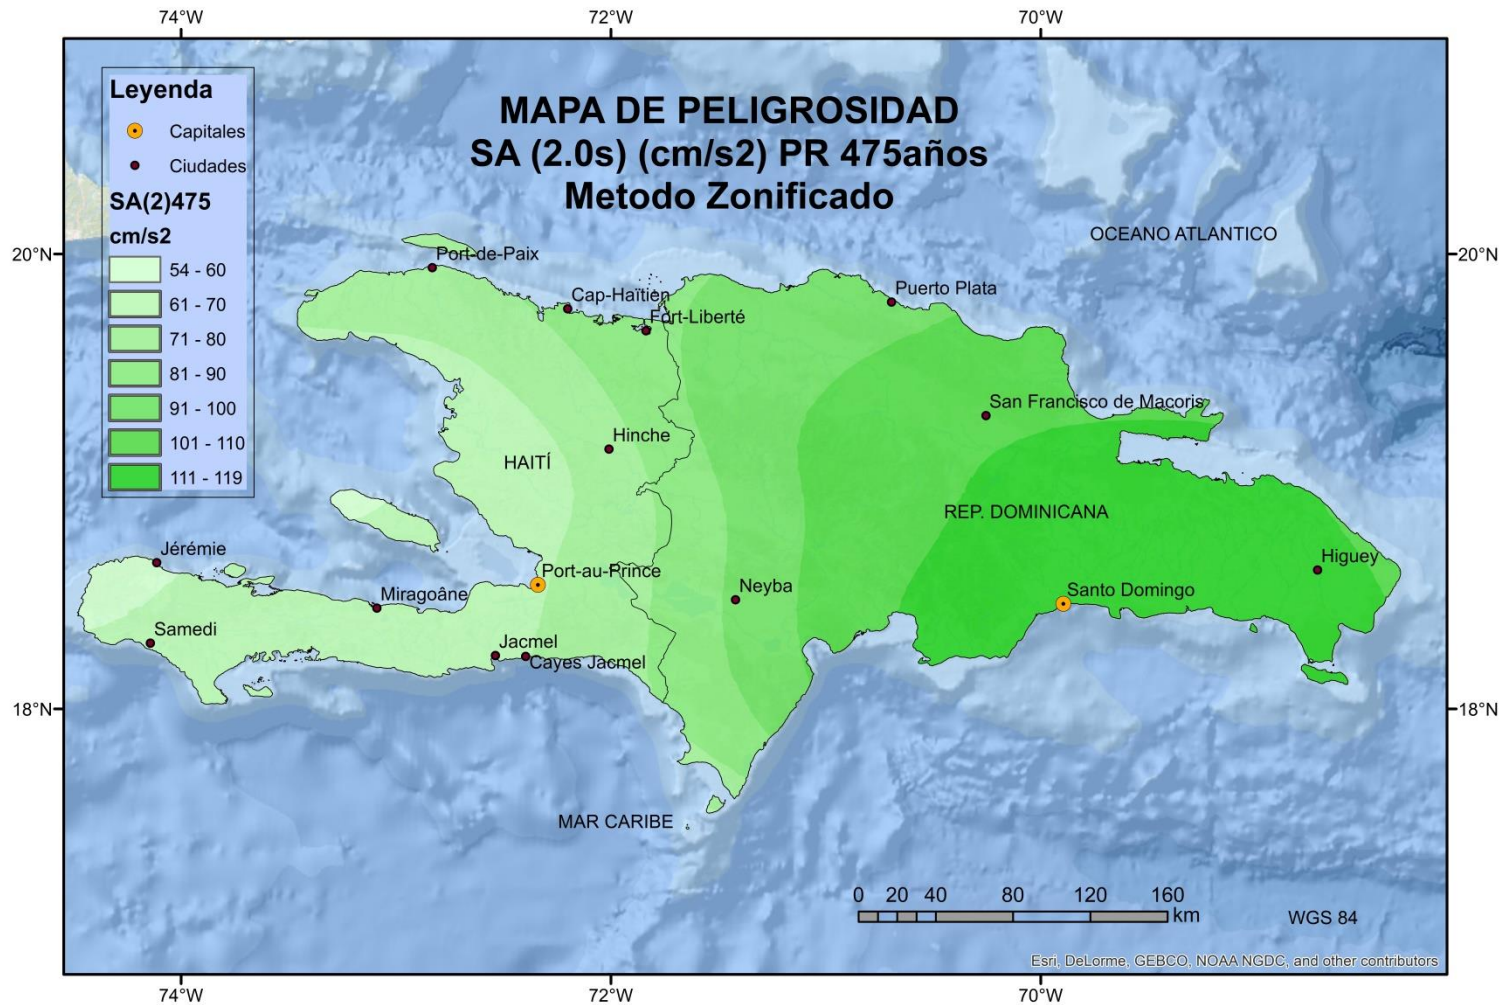 74°W
72°W
70°W
Leyenda
Capitales
Ciudades
SA(2)475
cm/s2
54 - 60
61 - 70
71 - 80
81 - 90
91 - 100
101 - 110
111 - 119
MAPA DE PELIGROSIDAD
SA (2.0s) (cm/s2) PR 475años
Metodo Zonificado
OCEANO ATLANTICO
20°N
20°N
Port-de-Paix
Cap-Haïtien
Fort-Liberté
Puerto Plata
San Francisco de Macoris
Hinche
HAITÍ
REP. DOMINICANA
Jérémie
Port-au-Prince
Higuey
Miragoâne
Neyba
Santo Domingo
Samedi
Jacmel
Cayes Jacmel
18°N
18°N
MAR CARIBE
0 20 40 80 120 160
km
WGS 84
Esri, DeLorme, GEBCO, NOAA NGDC, and other contributors
74°W
72°W
70°W